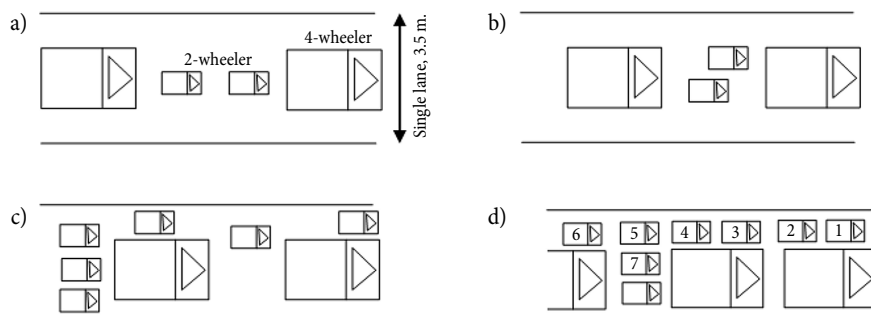 a)
2-wheeler
4-wheeler
Single lane, 3.5 m.
b)
c)
d)
6 5 4 3 2 1
7